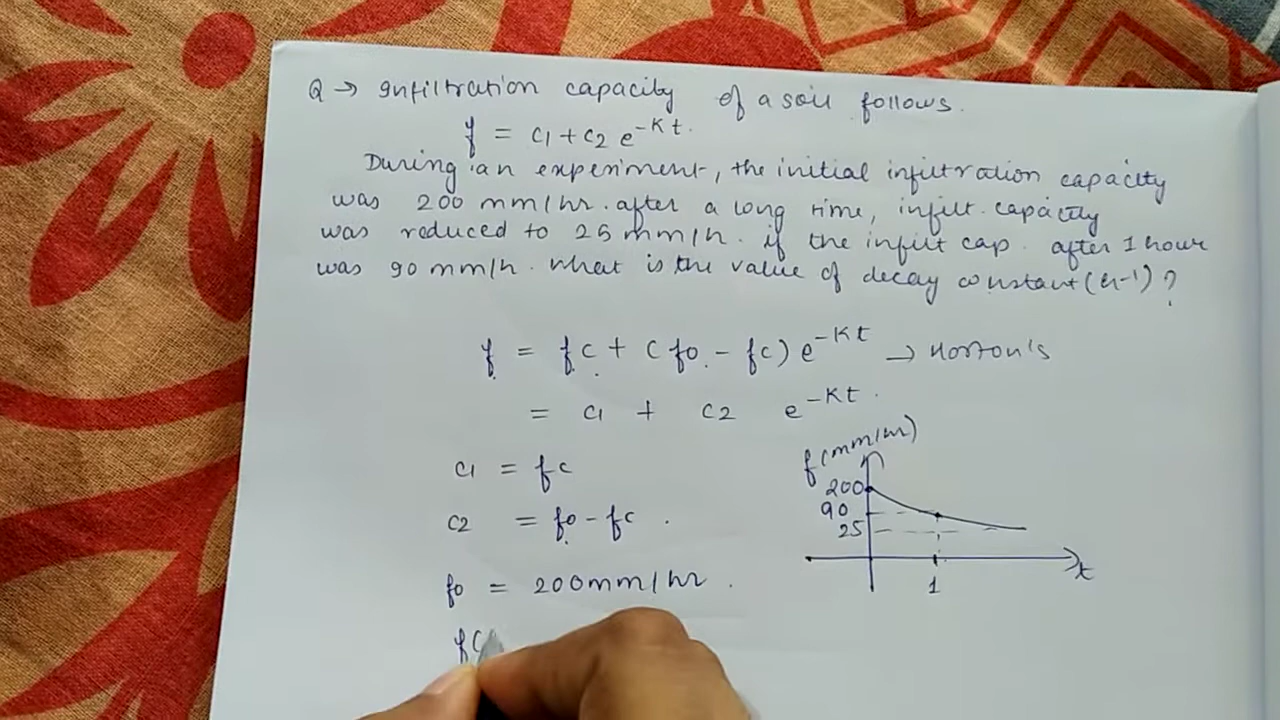 Q → Infiltration capacity of a soil follows.
f = c1 + c2 e^-Kt.
During an experiment, the initial infiltration capacity
was 200 mm/hr. after a long time, infilt. capacity
was reduced to 25 mm/h. if the infilt cap. after 1 hour
was 90 mm/h. what is the value of decay constant (h-1)?
f = fc + (fo - fc) e^-Kt → Horton's
= c1 + c2 e^-Kt.
c1 = fc
c2 = fo - fc.
fo = 200mm/hr.
f(
f(mm/hr)
200
90
25
1
t